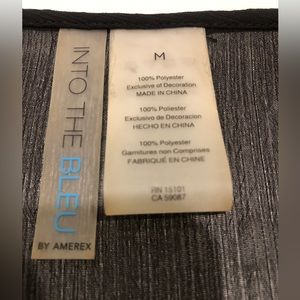 INTO THE BLEU
BY AMEREX
M
100% Polyester
Exclusive of Decoration
MADE IN CHINA
100% Poliester
Exclusivo de Decoracion
HECHO EN CHINA
100% Polyester
Garnitures non Comprises
FABRIQUÉ EN CHINE
RN 15101
CA 59087